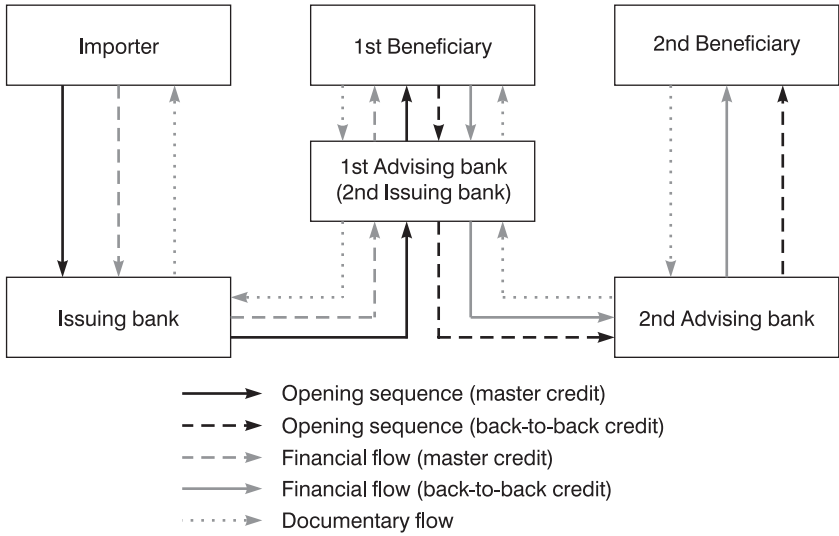 Importer
1st Beneficiary
2nd Beneficiary
1st Advising bank
(2nd Issuing bank)
Issuing bank
2nd Advising bank
Opening sequence (master credit)
Opening sequence (back-to-back credit)
Financial flow (master credit)
Financial flow (back-to-back credit)
Documentary flow